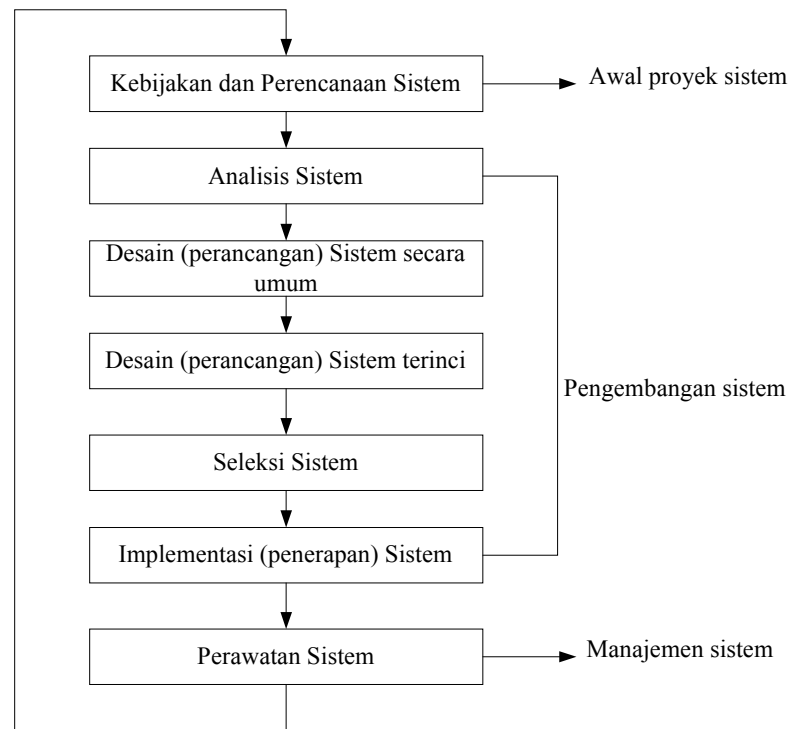 Kebijakan dan Perencanaan Sistem
Awal proyek sistem
Analisis Sistem
Desain (perancangan) Sistem secara
umum
Desain (perancangan) Sistem terinci
Pengembangan sistem
Seleksi Sistem
Implementasi (penerapan) Sistem
Perawatan Sistem
Manajemen sistem